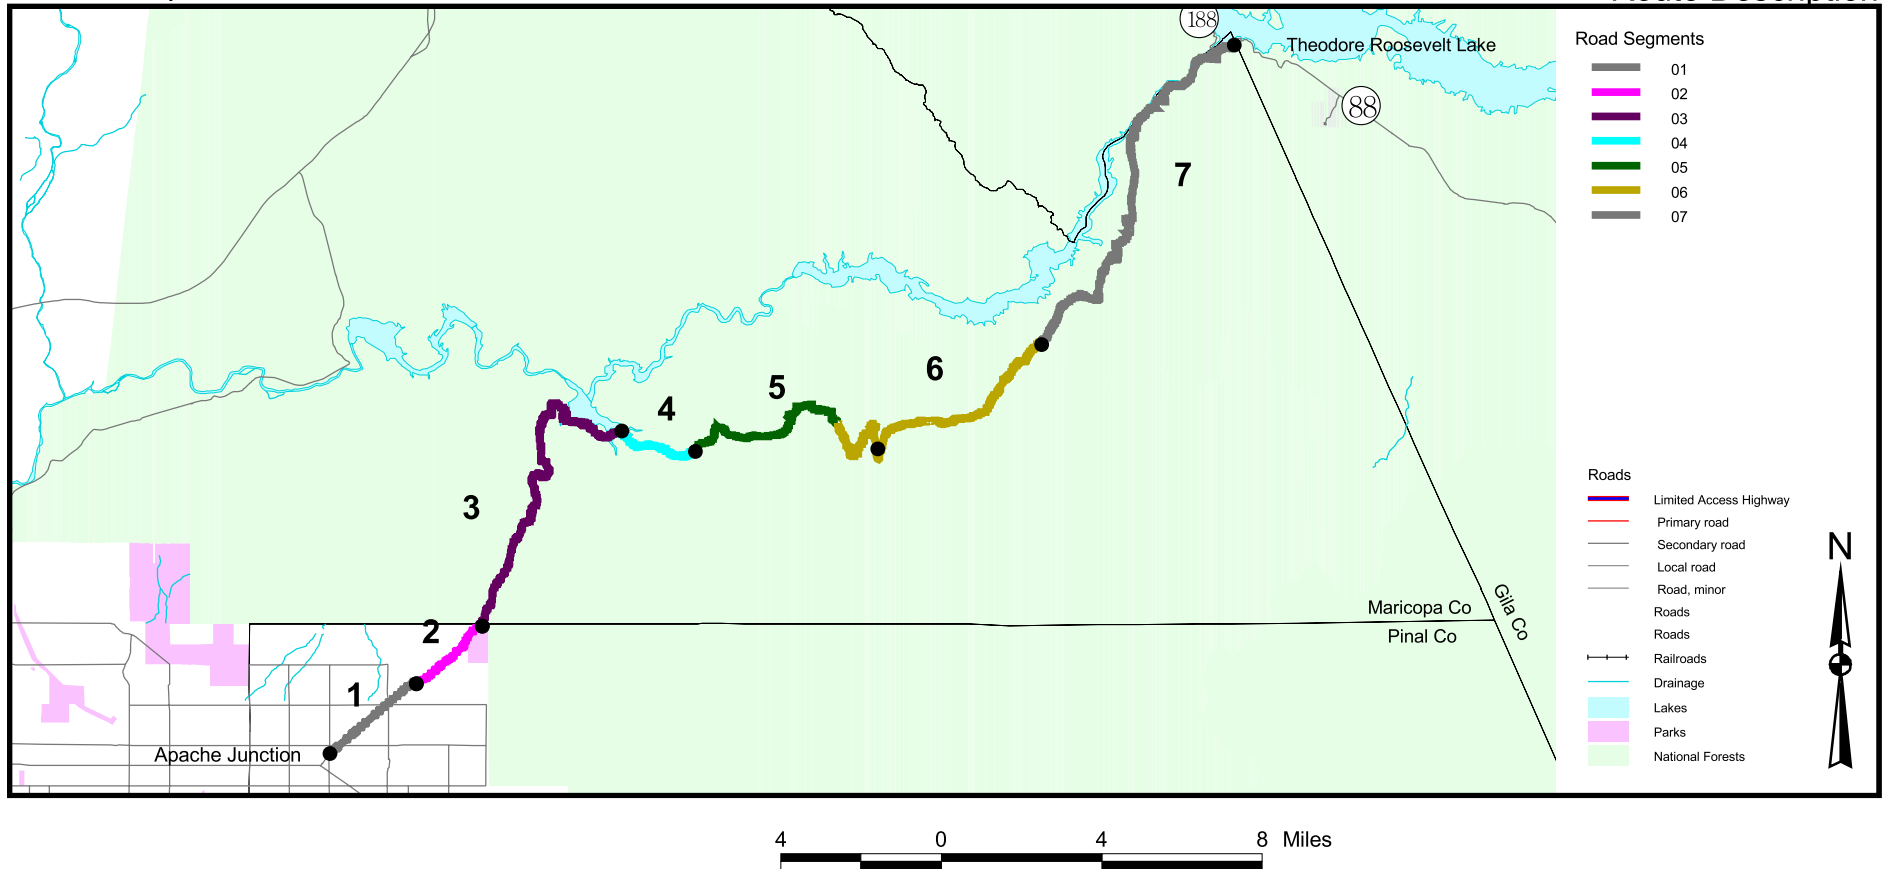 Route Description
188
Theodore Roosevelt Lake
88
7
6
5
4
3
2
1
Maricopa Co
Pinal Co
Gila Co
Apache Junction
Road Segments
01
02
03
04
05
06
07
Roads
Limited Access Highway
Primary road
Secondary road
Local road
Road, minor
Roads
Roads
Railroads
Drainage
Lakes
Parks
National Forests
N
4 0 4 8 Miles